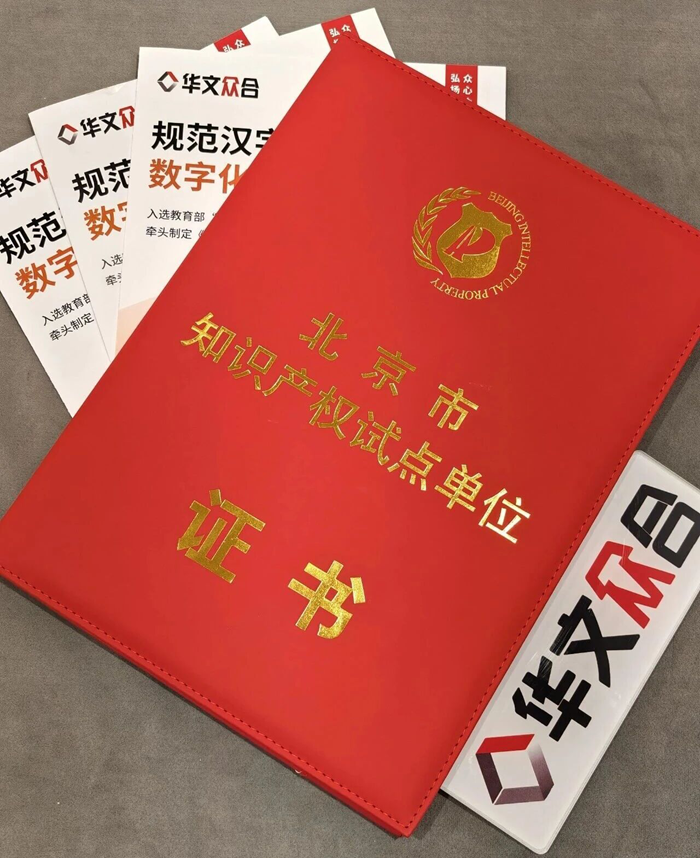 华文众合
规范汉字
数字化
入选教育部
牵头制定
华文众
规范
数字
入选
牵头
华文众
规范
数字
入选教育部
牵头制定
弘扬
众心
BEIJING INTELLECTUAL PROPERTY
北京市
知识产权试点单位
证书
华文众合